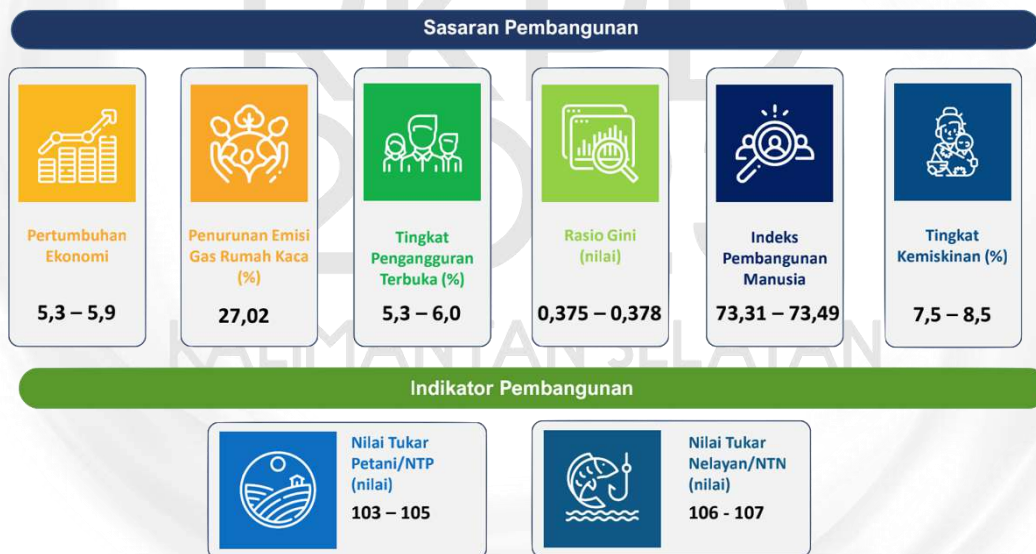 Sasaran Pembangunan
Pertumbuhan
Ekonomi
5,3 – 5,9
Penurunan Emisi
Gas Rumah Kaca
(%)
27,02
Tingkat
Pengangguran
Terbuka (%)
5,3 – 6,0
Rasio Gini
(nilai)
0,375 – 0,378
Indeks
Pembangunan
Manusia
73,31 – 73,49
Tingkat
Kemiskinan (%)
7,5 – 8,5
KALIMANTAN SELATAN
Indikator Pembangunan
Nilai Tukar
Petani/NTP
(nilai)
103 – 105
Nilai Tukar
Nelayan/NTN
(nilai)
106 - 107